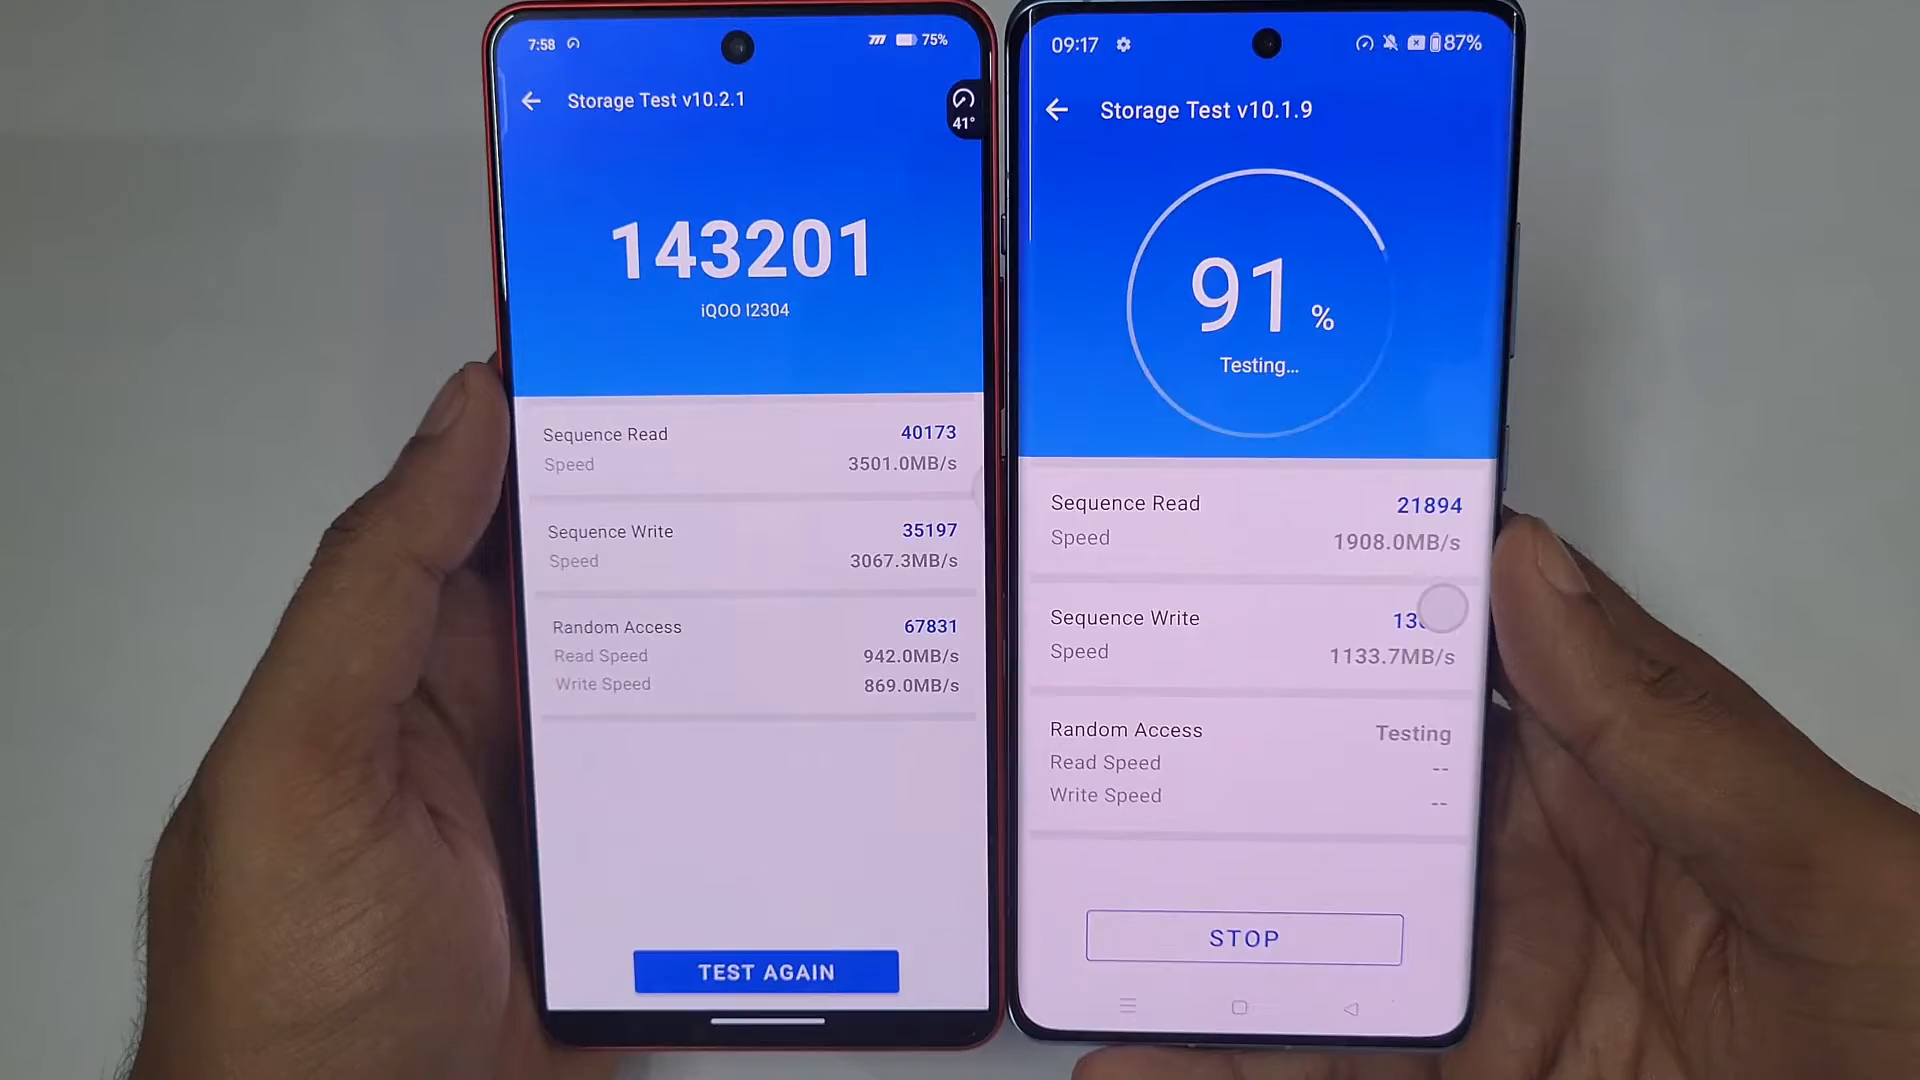 7:58
75%
Storage Test v10.2.1
41°
143201
iQOO I2304
Sequence Read 40173
Speed 3501.0MB/s
Sequence Write 35197
Speed 3067.3MB/s
Random Access 67831
Read Speed 942.0MB/s
Write Speed 869.0MB/s
TEST AGAIN
09:17
87%
Storage Test v10.1.9
91 %
Testing...
Sequence Read 21894
Speed 1908.0MB/s
Sequence Write
Speed 1133.7MB/s
Random Access Testing
Read Speed --
Write Speed --
STOP